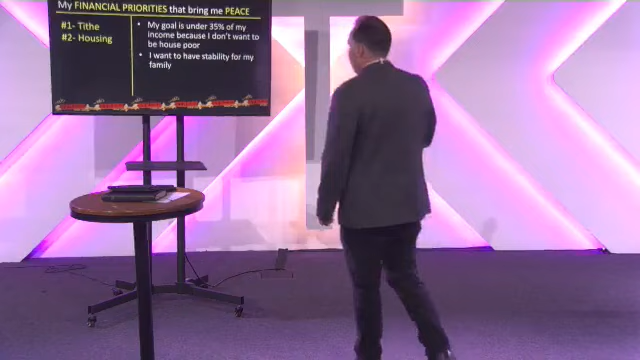 My FINANCIAL PRIORITIES that bring me PEACE
#1- Tithe
#2- Housing
• My goal is under 35% of my
income because I don't want to
be house poor
• I want to have stability for my
family